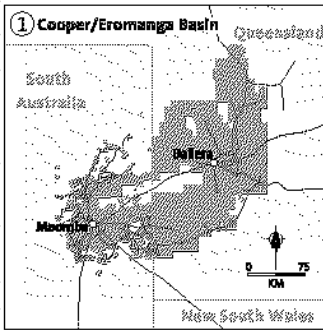 ① Cooper/Eromanga Basin
Queensland
South
Australia
Ballera
Moomba
0 75
KM
New South Wales